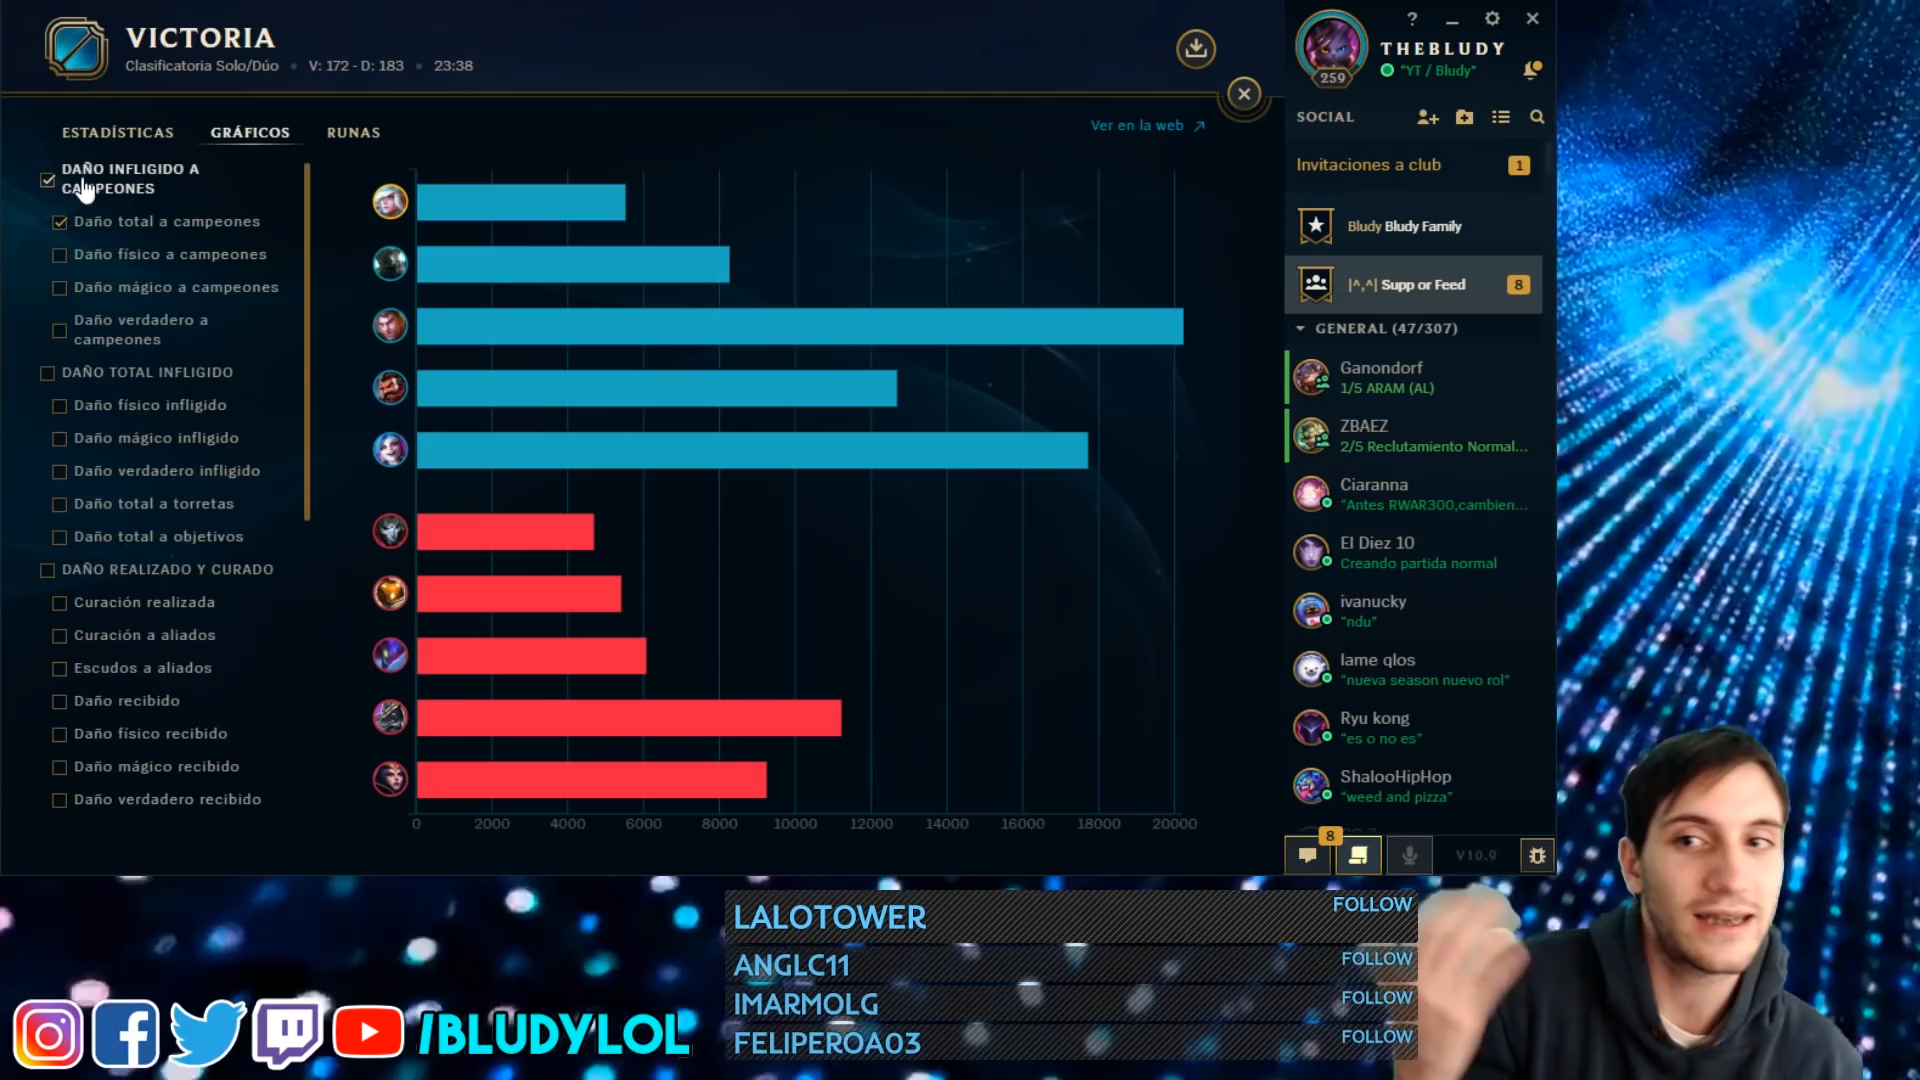 VICTORIA
Clasificatoria Solo/Dúo • V: 172 - D: 183 • 23:38
ESTADÍSTICAS GRÁFICOS RUNAS
Ver en la web
DAÑO INFLIGIDO A
CAMPEONES
Daño total a campeones
Daño físico a campeones
Daño mágico a campeones
Daño verdadero a
campeones
DAÑO TOTAL INFLIGIDO
Daño físico infligido
Daño mágico infligido
Daño verdadero infligido
Daño total a torretas
Daño total a objetivos
DAÑO REALIZADO Y CURADO
Curación realizada
Curación a aliados
Escudos a aliados
Daño recibido
Daño físico recibido
Daño mágico recibido
Daño verdadero recibido
0 2000 4000 6000 8000 10000 12000 14000 16000 18000 20000
?
THEBLUDY
259
"YT / Bludy"
SOCIAL
Invitaciones a club 1
Bludy Bludy Family
|^,^| Supp or Feed 8
GENERAL (47/307)
Ganondorf
1/5 ARAM (AL)
ZBAEZ
2/5 Reclutamiento Normal...
Ciaranna
"Antes RWAR300,cambien...
El Diez 10
Creando partida normal
ivanucky
"ndu"
lame qlos
"nueva season nuevo rol"
Ryu kong
"es o no es"
ShalooHipHop
"weed and pizza"
8
V10.9
LALOTOWER FOLLOW
ANGLC11 FOLLOW
IMARMOLG FOLLOW
FELIPEROA03 FOLLOW
/BLUDYLOL